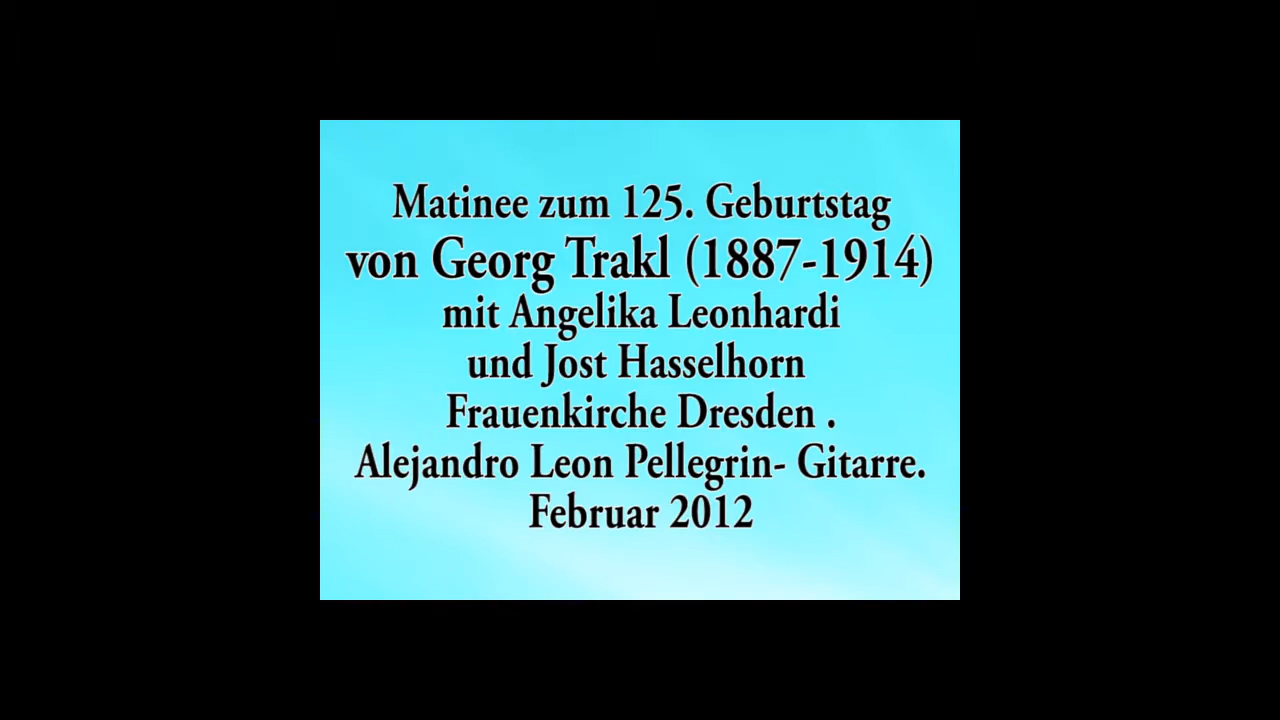 Matinee zum 125. Geburtstag
von Georg Trakl (1887-1914)
mit Angelika Leonhardi
und Jost Hasselhorn
Frauenkirche Dresden .
Alejandro Leon Pellegrin- Gitarre.
Februar 2012